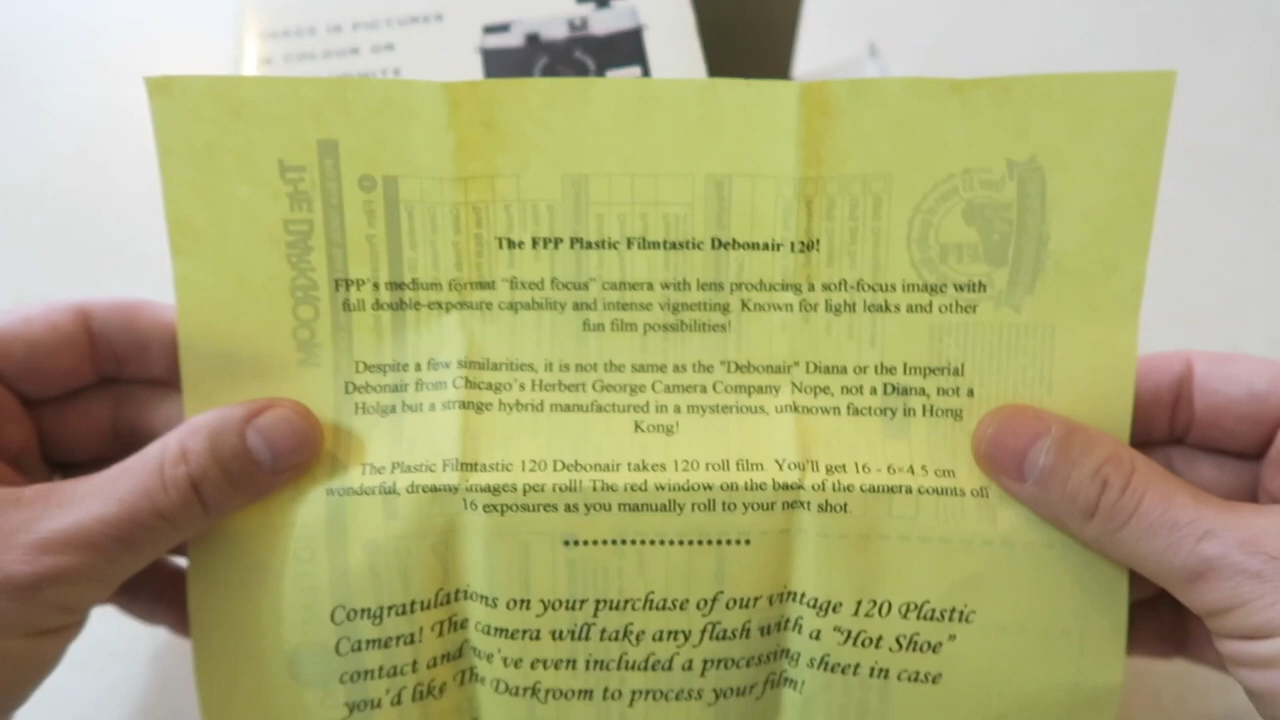 IMAGES IN PICTURES
COLOUR OR
WHITE
The FPP Plastic Filmtastic Debonair 120!
FPP's medium format "fixed focus" camera with lens producing a soft-focus image with
full double-exposure capability and intense vignetting. Known for light leaks and other
fun film possibilities!
Despite a few similarities, it is not the same as the "Debonair" Diana or the Imperial
Debonair from Chicago's Herbert George Camera Company. Nope, not a Diana, not a
Holga but a strange hybrid manufactured in a mysterious, unknown factory in Hong
Kong!
The Plastic Filmtastic 120 Debonair takes 120 roll film. You'll get 16 - 6×4.5 cm
wonderful, dreamy images per roll! The red window on the back of the camera counts off
16 exposures as you manually roll to your next shot.
********************
Congratulations on your purchase of our vintage 120 Plastic
Camera! The camera will take any flash with a "Hot Shoe"
contact and we've even included a processing sheet in case
you'd like The Darkroom to process your film!
THE DARKROOM